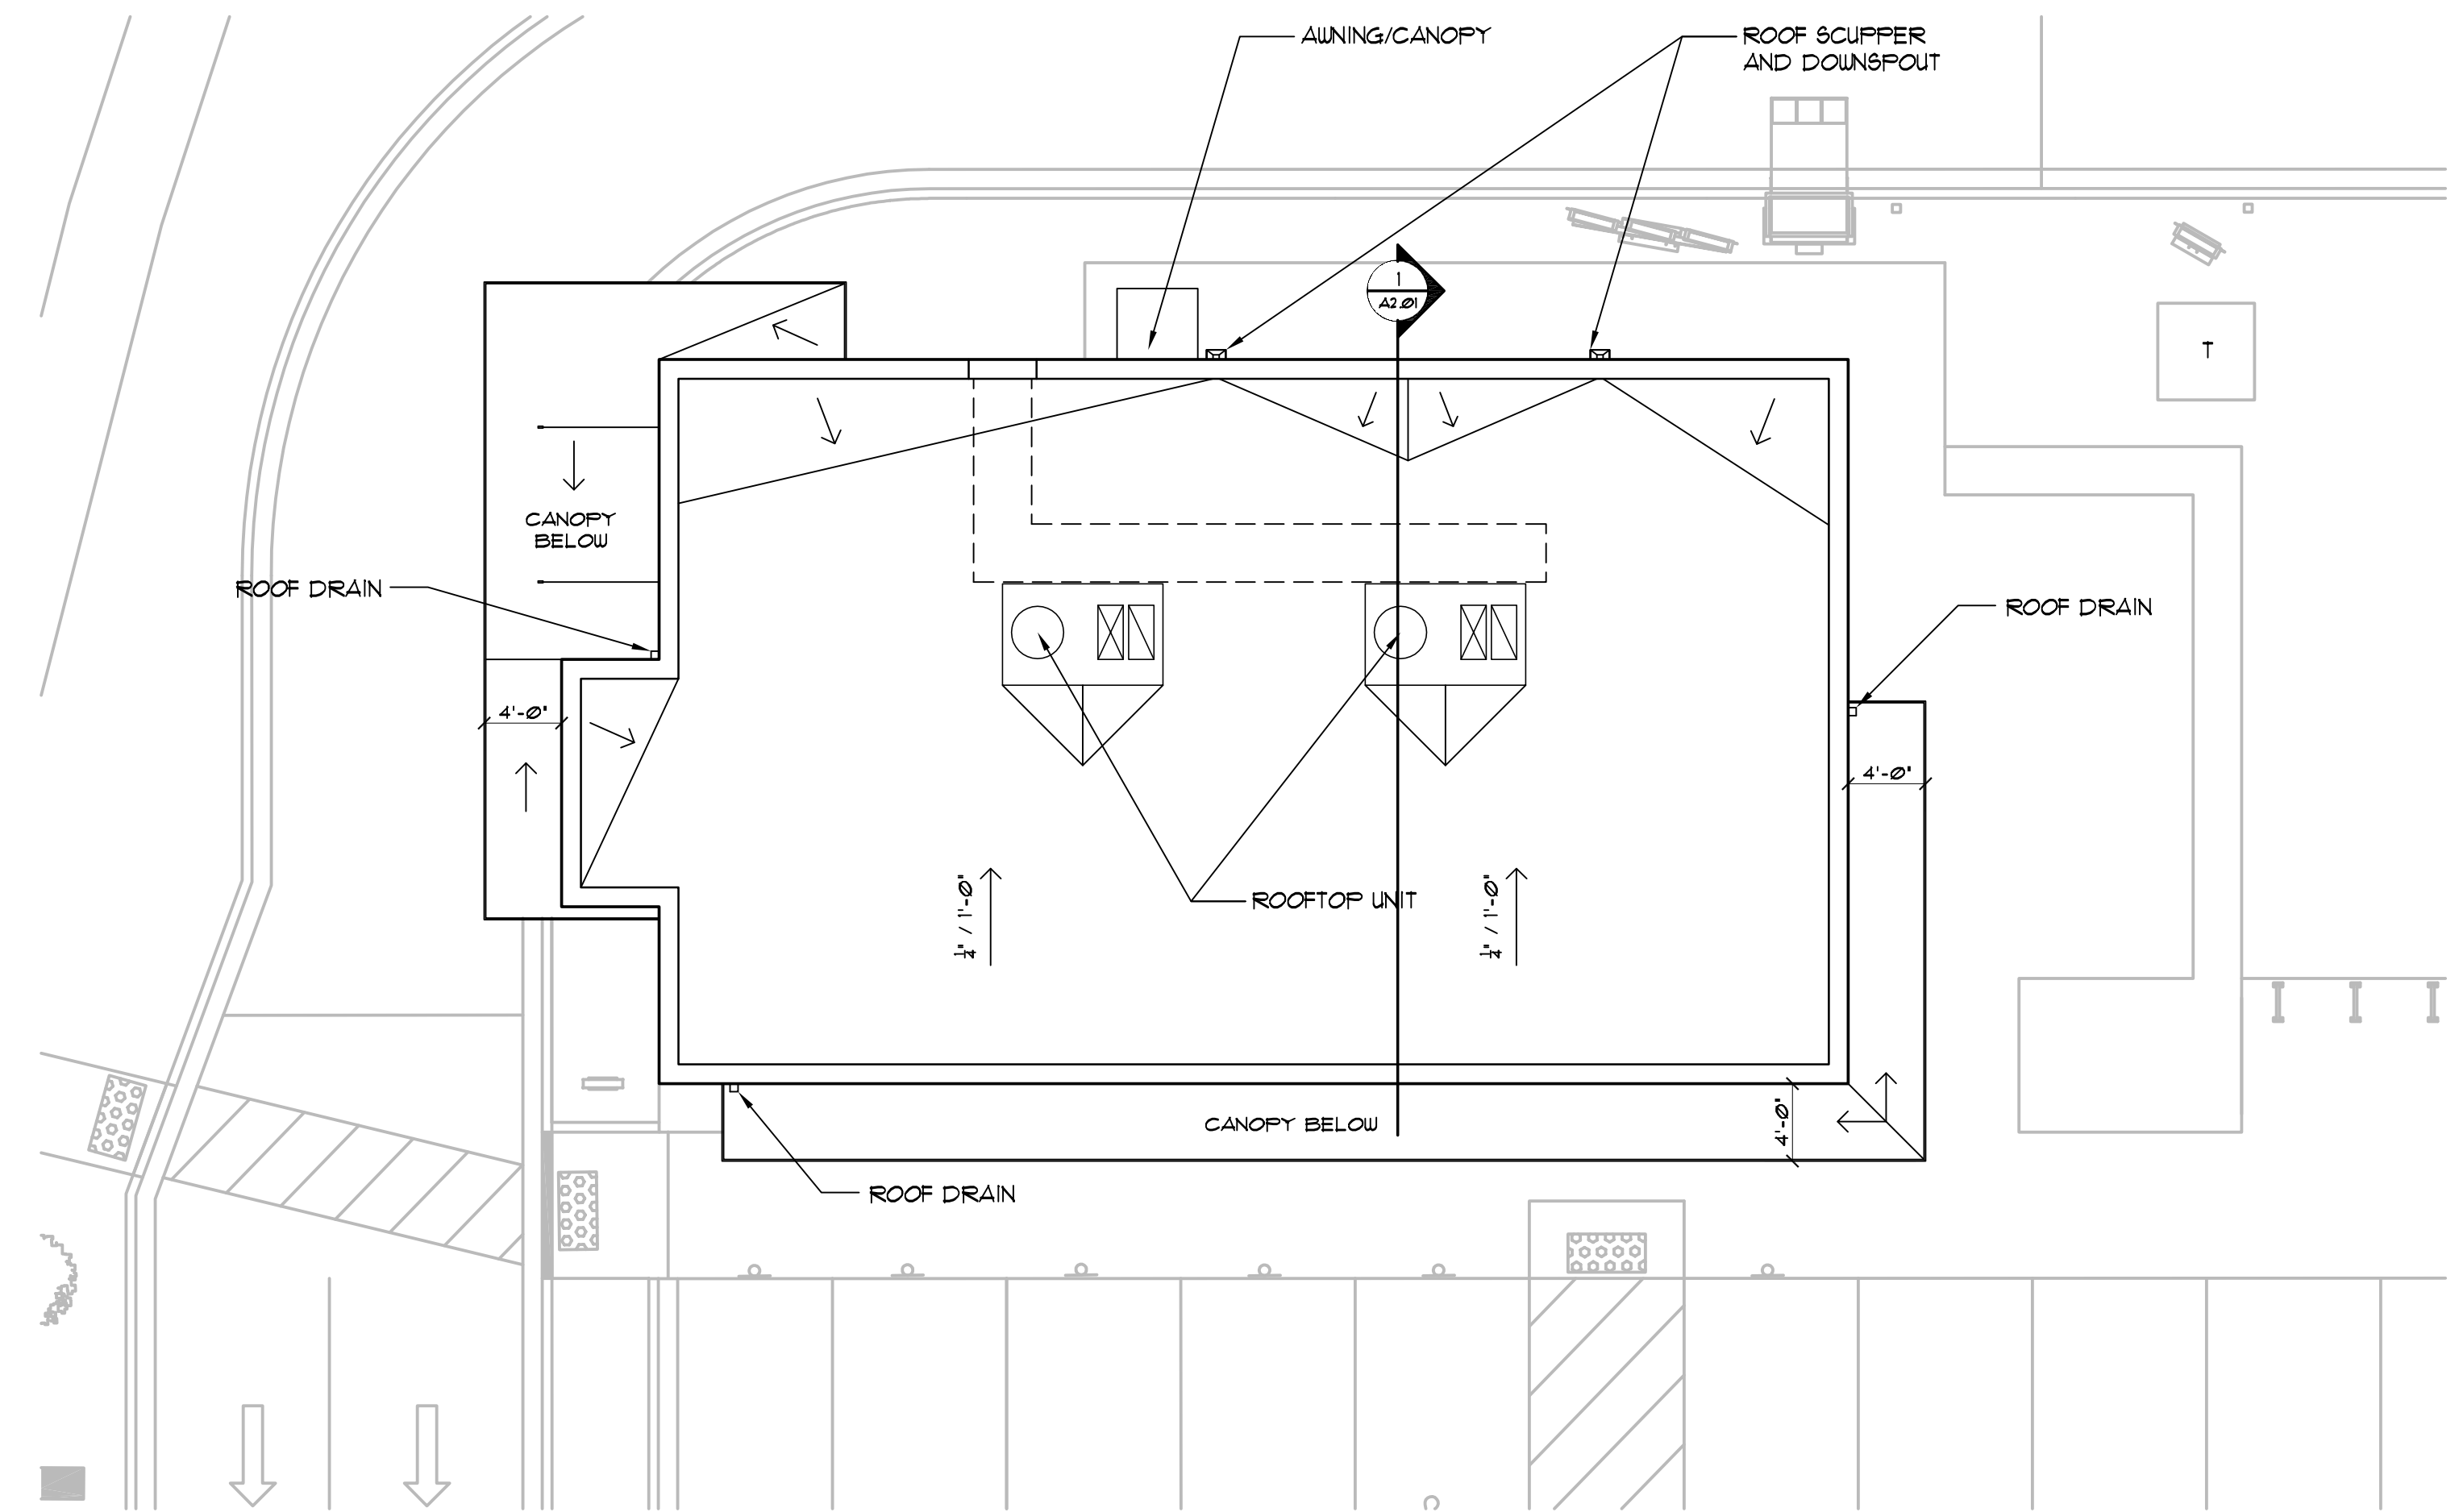 AWNING/CANOPY
ROOF SCUPPER
AND DOWNSPOUT
1
A2.01
T
CANOPY
BELOW
ROOF DRAIN
ROOF DRAIN
4'-0"
4'-0"
ROOFTOP UNIT
1/4" / 1'-0"
1/4" / 1'-0"
CANOPY BELOW
4'-0"
ROOF DRAIN